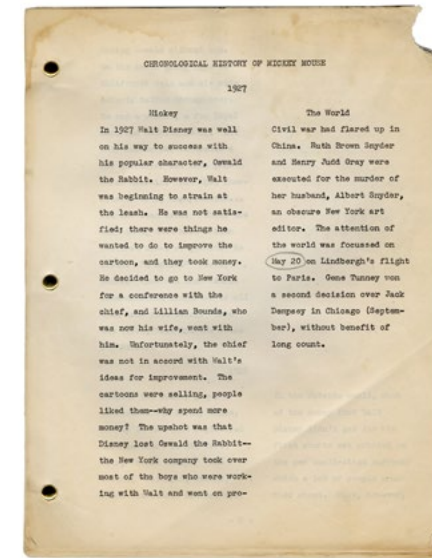 CHRONOLOGICAL HISTORY OF MICKEY MOUSE
1927
Mickey
In 1927 Walt Disney was well
on his way to success with
his popular character, Oswald
the Rabbit. However, Walt
was beginning to strain at
the leash. He was not satis-
fied; there were things he
wanted to do to improve the
cartoon, and they took money.
He decided to go to New York
for a conference with the
chief, and Lillian Bounds, who
was now his wife, went with
him. Unfortunately, the chief
was not in accord with Walt's
ideas for improvement. The
cartoons were selling, people
liked them--why spend more
money? The upshot was that
Disney lost Oswald the Rabbit--
the New York company took over
most of the boys who were work-
ing with Walt and went on pro-
The World
Civil war had flared up in
China. Ruth Brown Snyder
and Henry Judd Gray were
executed for the murder of
her husband, Albert Snyder,
an obscure New York art
editor. The attention of
the world was focussed on
May 20 on Lindbergh's flight
to Paris. Gene Tunney won
a second decision over Jack
Dempsey in Chicago (Septem-
ber), without benefit of
long count.